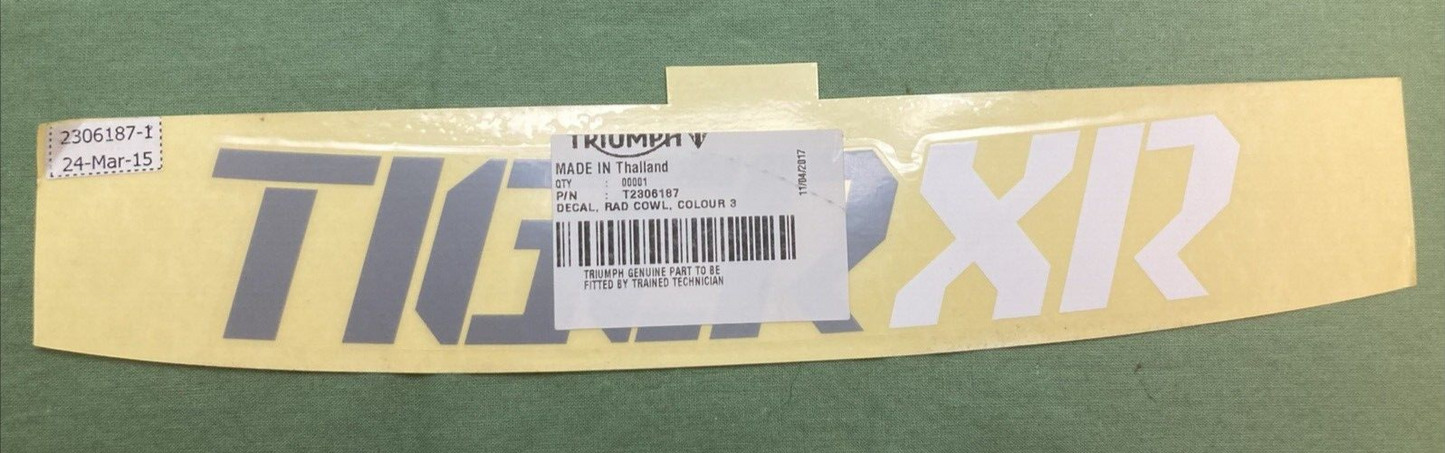 2306187-1
24-Mar-15
TIGER XR
TRIUMPH
MADE IN Thailand
QTY : 00001
P/N : T2306187
DECAL, RAD COWL, COLOUR 3
11/04/2017
TRIUMPH GENUINE PART TO BE
FITTED BY TRAINED TECHNICIAN